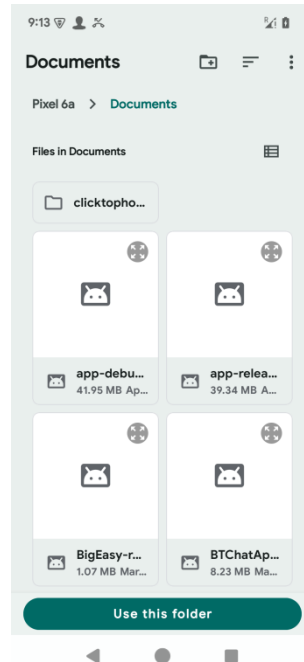 9:13
Documents
Pixel 6a > Documents
Files in Documents
clicktopho...
app-debu...
41.95 MB Ap...
app-relea...
39.34 MB A...
BigEasy-r...
1.07 MB Mar...
BTChatAp...
8.23 MB Ma...
Use this folder